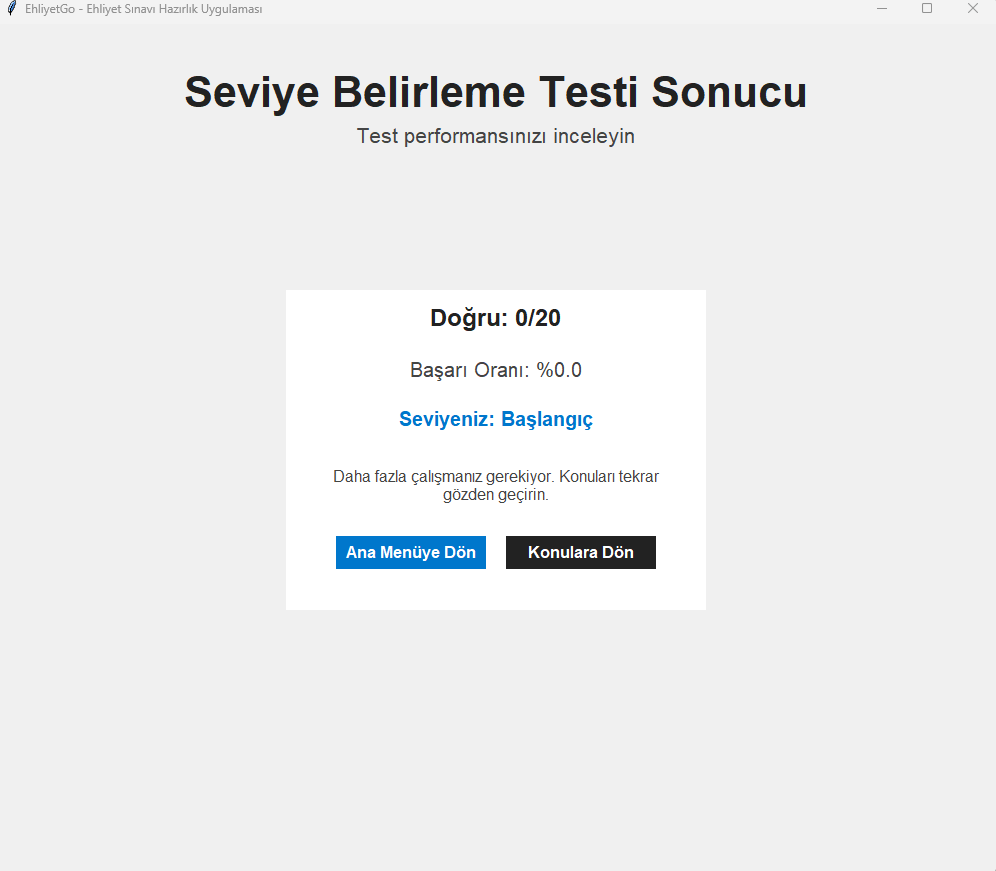 EhliyetGo - Ehliyet Sınavı Hazırlık Uygulaması
Seviye Belirleme Testi Sonucu
Test performansınızı inceleyin
Doğru: 0/20
Başarı Oranı: %0.0
Seviyeniz: Başlangıç
Daha fazla çalışmanız gerekiyor. Konuları tekrar
gözden geçirin.
Ana Menüye Dön
Konulara Dön